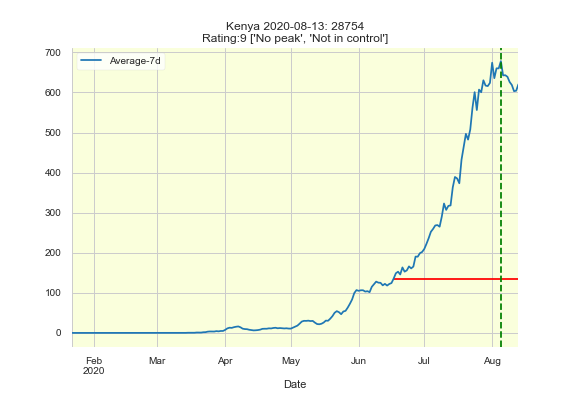 Kenya 2020-08-13: 28754
Rating:9 ['No peak', 'Not in control']
Average-7d
700
600
500
400
300
200
100
0
Feb Mar Apr May Jun Jul Aug
2020
Date